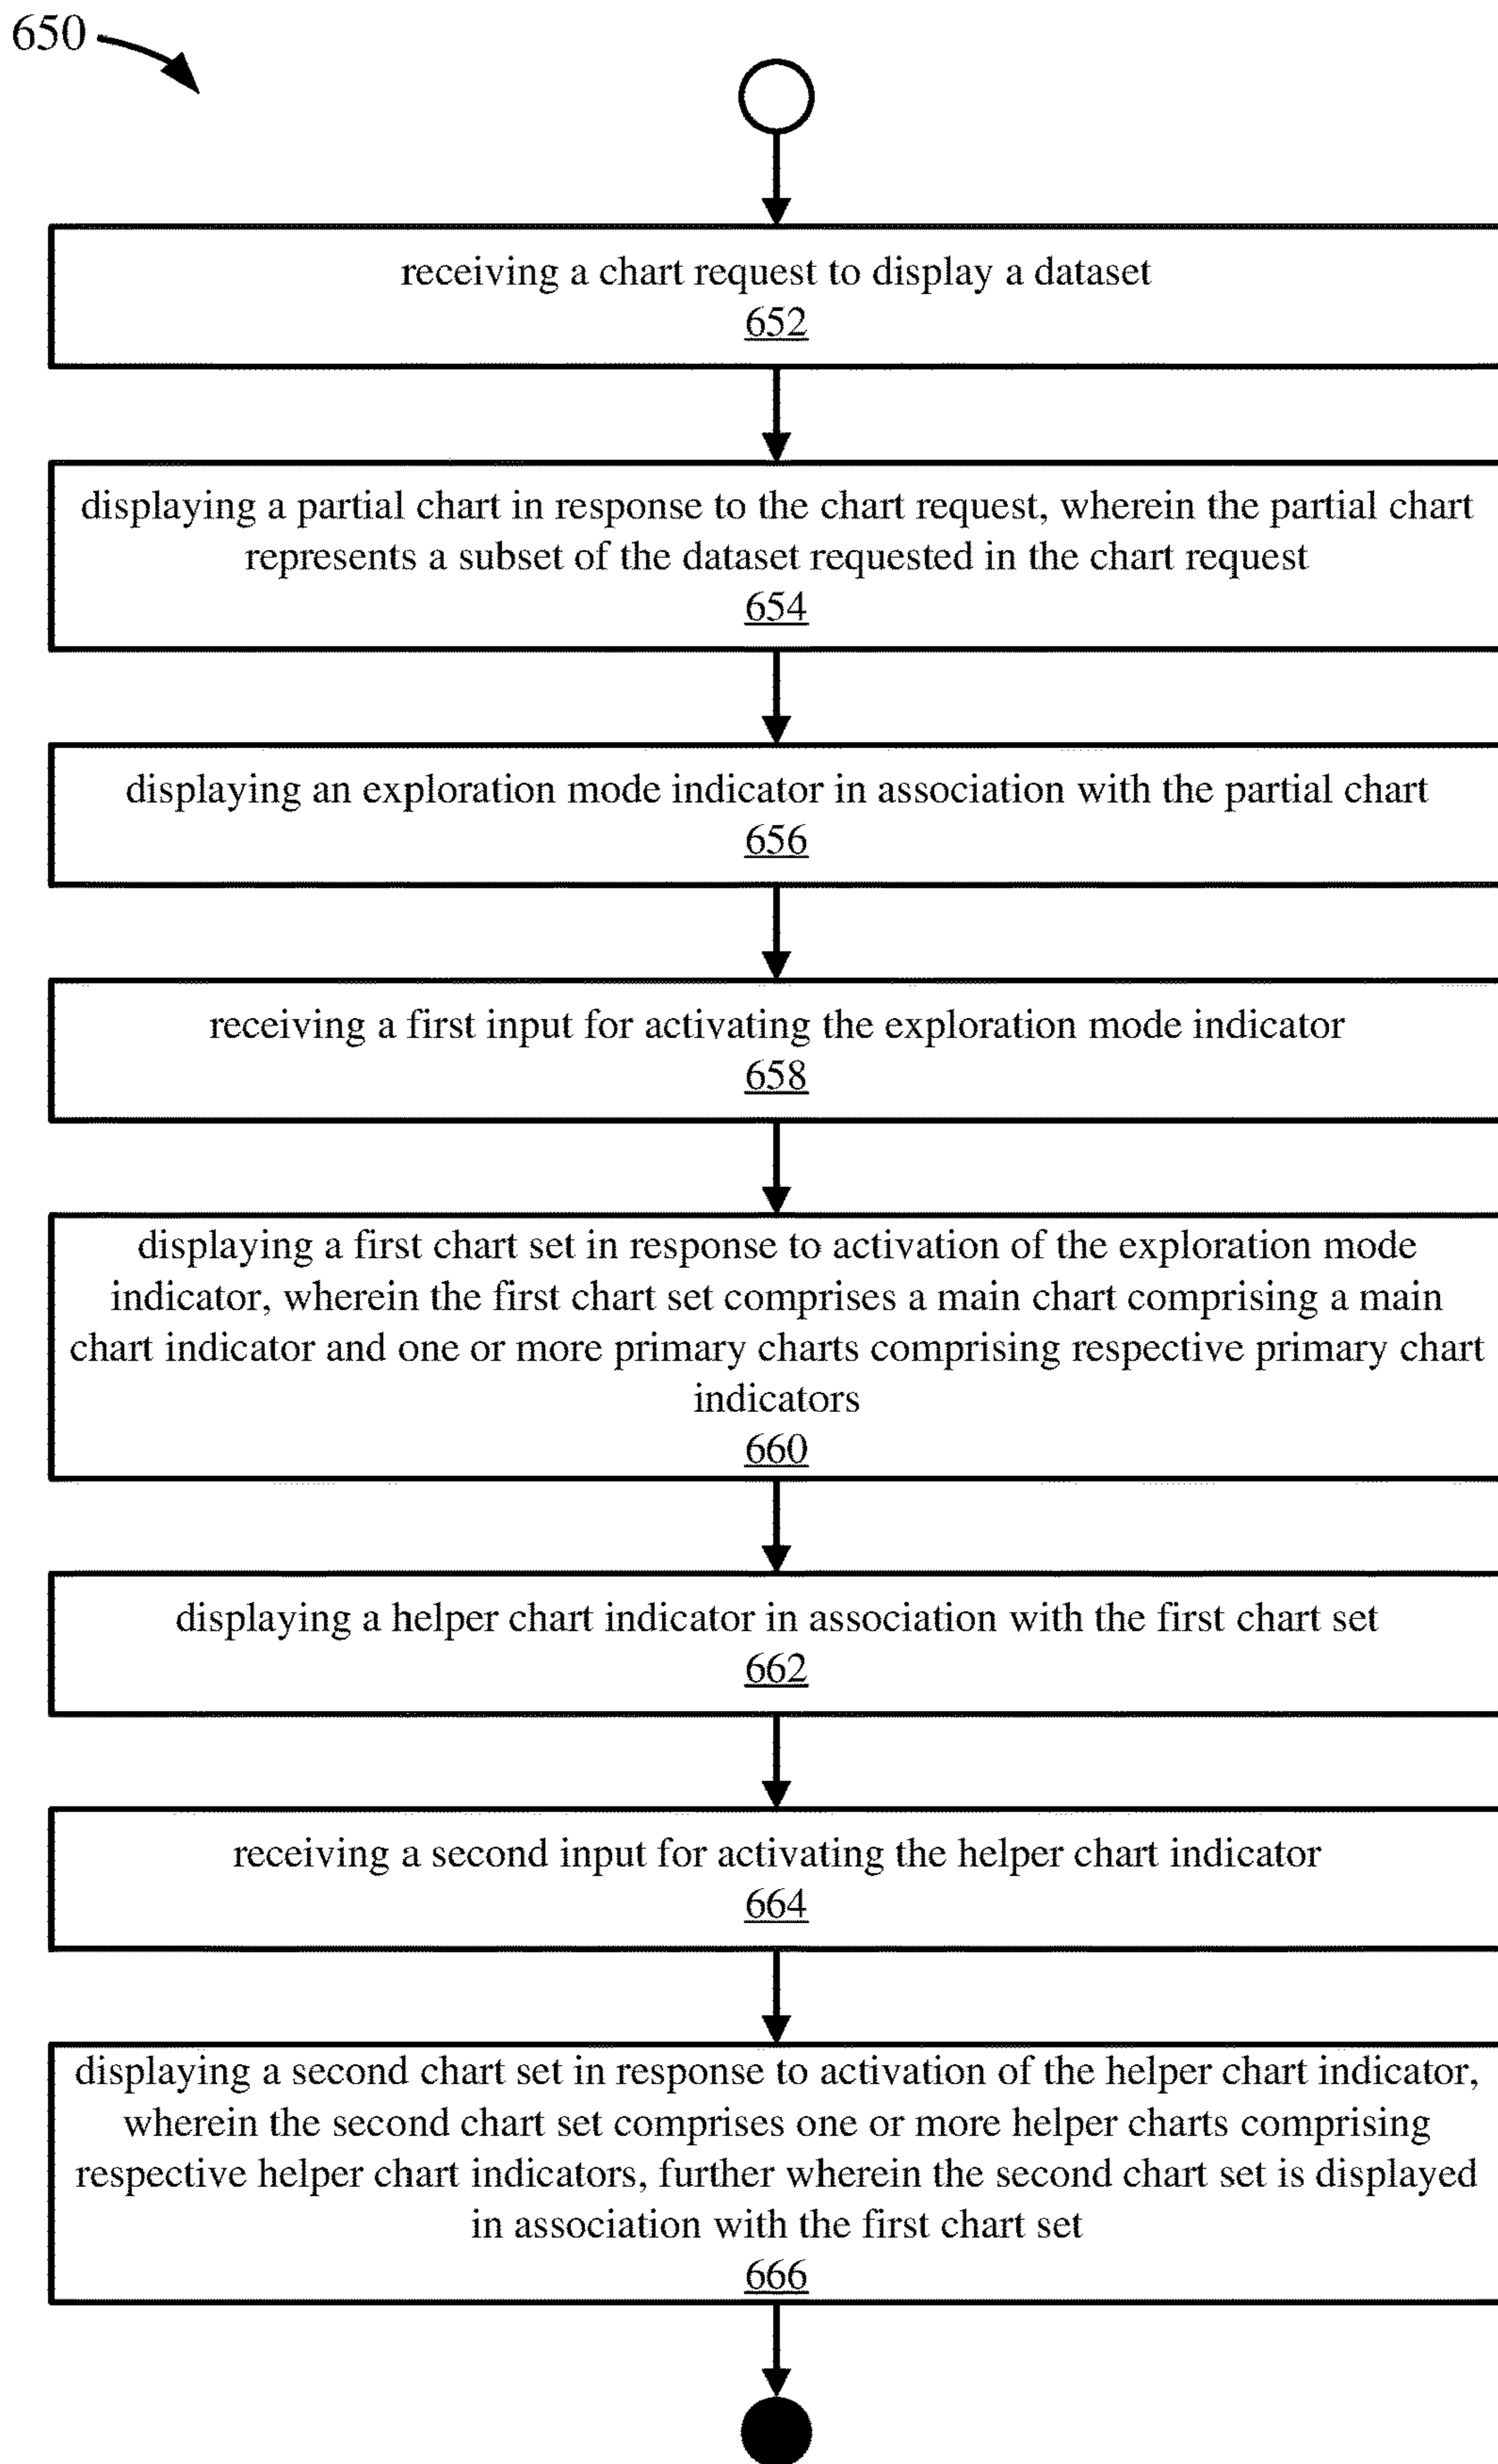 650
receiving a chart request to display a dataset
652
displaying a partial chart in response to the chart request, wherein the partial chart
represents a subset of the dataset requested in the chart request
654
displaying an exploration mode indicator in association with the partial chart
656
receiving a first input for activating the exploration mode indicator
658
displaying a first chart set in response to activation of the exploration mode
indicator, wherein the first chart set comprises a main chart comprising a main
chart indicator and one or more primary charts comprising respective primary chart
indicators
660
displaying a helper chart indicator in association with the first chart set
662
receiving a second input for activating the helper chart indicator
664
displaying a second chart set in response to activation of the helper chart indicator,
wherein the second chart set comprises one or more helper charts comprising
respective helper chart indicators, further wherein the second chart set is displayed
in association with the first chart set
666